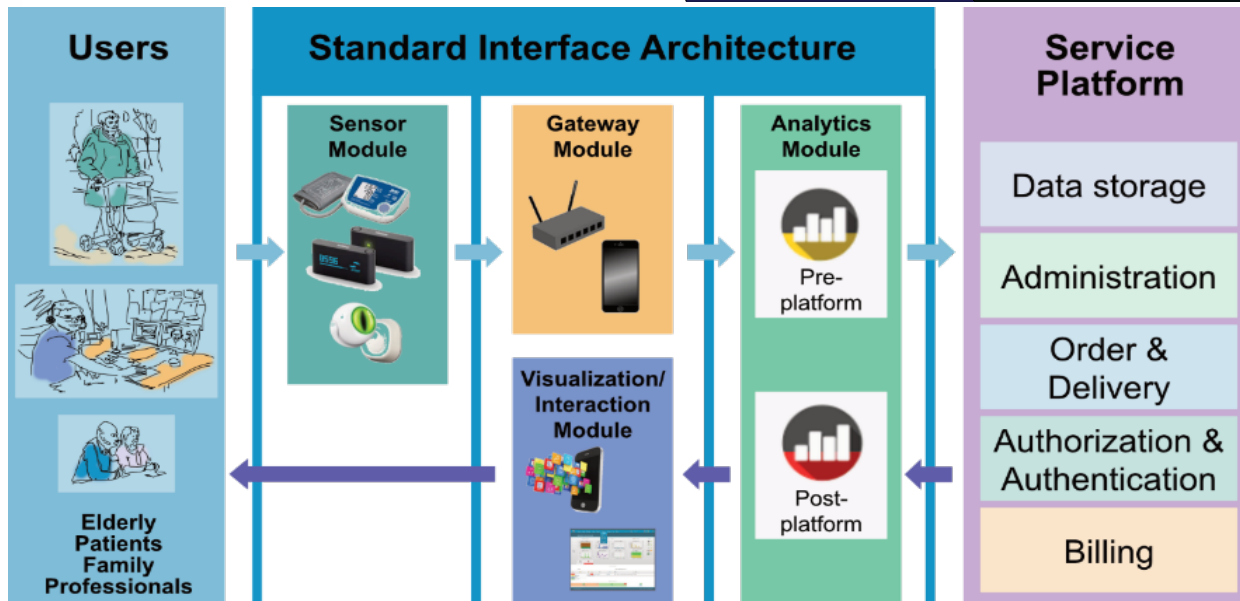 Users
Elderly
Patients
Family
Professionals
Standard Interface Architecture
Sensor
Module
Gateway
Module
Visualization/
Interaction
Module
Analytics
Module
Pre-
platform
Post-
platform
Service
Platform
Data storage
Administration
Order &
Delivery
Authorization &
Authentication
Billing